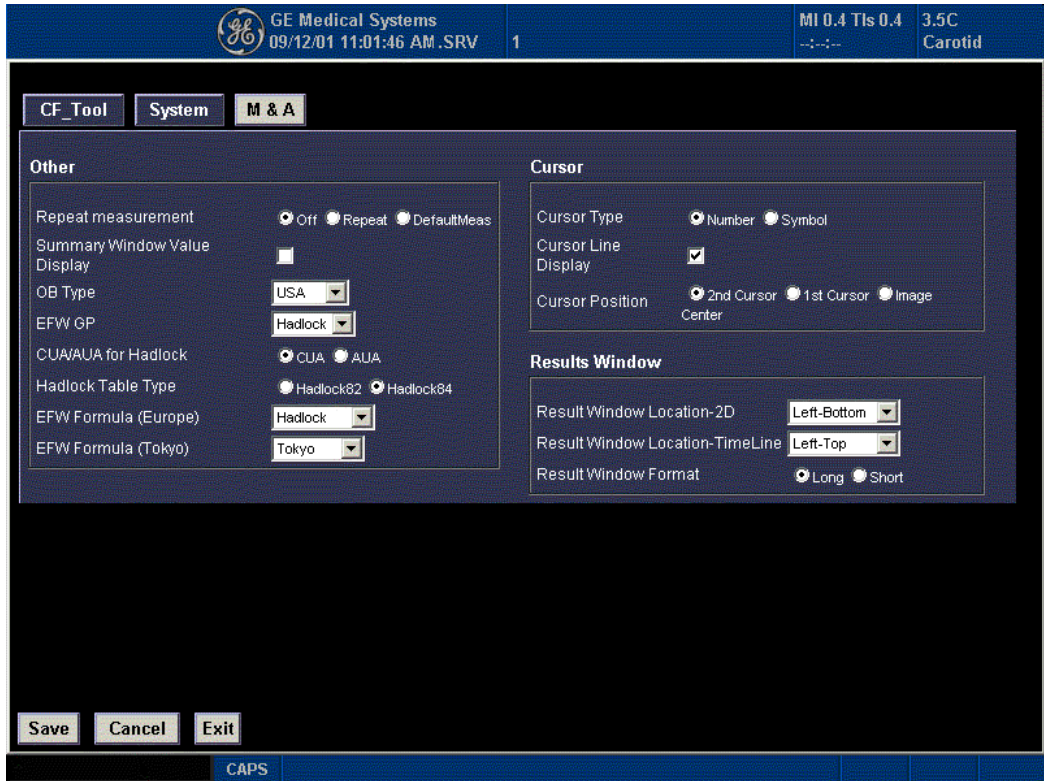 GE Medical Systems
09/12/01 11:01:46 AM.SRV 1
MI 0.4 TIs 0.4
--:--:--
3.5C
Carotid
CF_Tool System M & A
Other
Repeat measurement Off Repeat DefaultMeas
Summary Window Value
Display
OB Type USA
EFW GP Hadlock
CUA/AUA for Hadlock CUA AUA
Hadlock Table Type Hadlock82 Hadlock84
EFW Formula (Europe) Hadlock
EFW Formula (Tokyo) Tokyo
Cursor
Cursor Type Number Symbol
Cursor Line
Display
Cursor Position 2nd Cursor 1st Cursor Image
Center
Results Window
Result Window Location-2D Left-Bottom
Result Window Location-TimeLine Left-Top
Result Window Format Long Short
Save Cancel Exit
CAPS